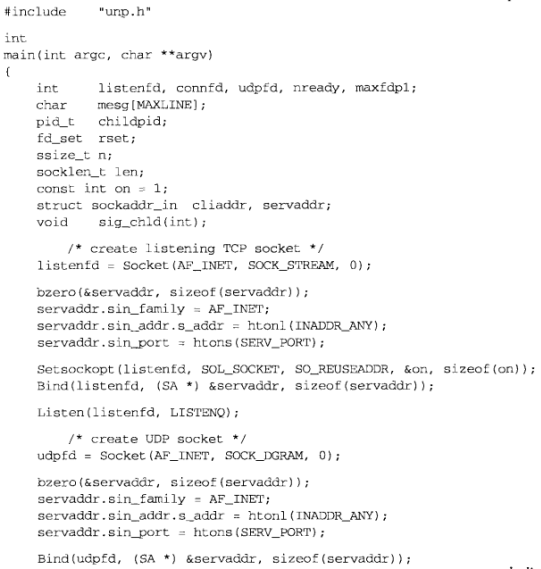 #include "unp.h"
int
main(int argc, char **argv)
{
int listenfd, connfd, udpfd, nready, maxfdp1;
char mesg[MAXLINE];
pid_t childpid;
fd_set rset;
ssize_t n;
socklen_t len;
const int on = 1;
struct sockaddr_in cliaddr, servaddr;
void sig_chld(int);
/* create listening TCP socket */
listenfd = Socket(AF_INET, SOCK_STREAM, 0);
bzero(&servaddr, sizeof(servaddr));
servaddr.sin_family = AF_INET;
servaddr.sin_addr.s_addr = htonl(INADDR_ANY);
servaddr.sin_port = htons(SERV_PORT);
Setsockopt(listenfd, SOL_SOCKET, SO_REUSEADDR, &on, sizeof(on));
Bind(listenfd, (SA *) &servaddr, sizeof(servaddr));
Listen(listenfd, LISTENQ);
/* create UDP socket */
udpfd = Socket(AF_INET, SOCK_DGRAM, 0);
bzero(&servaddr, sizeof(servaddr));
servaddr.sin_family = AF_INET;
servaddr.sin_addr.s_addr = htonl(INADDR_ANY);
servaddr.sin_port = htons(SERV_PORT);
Bind(udpfd, (SA *) &servaddr, sizeof(servaddr));